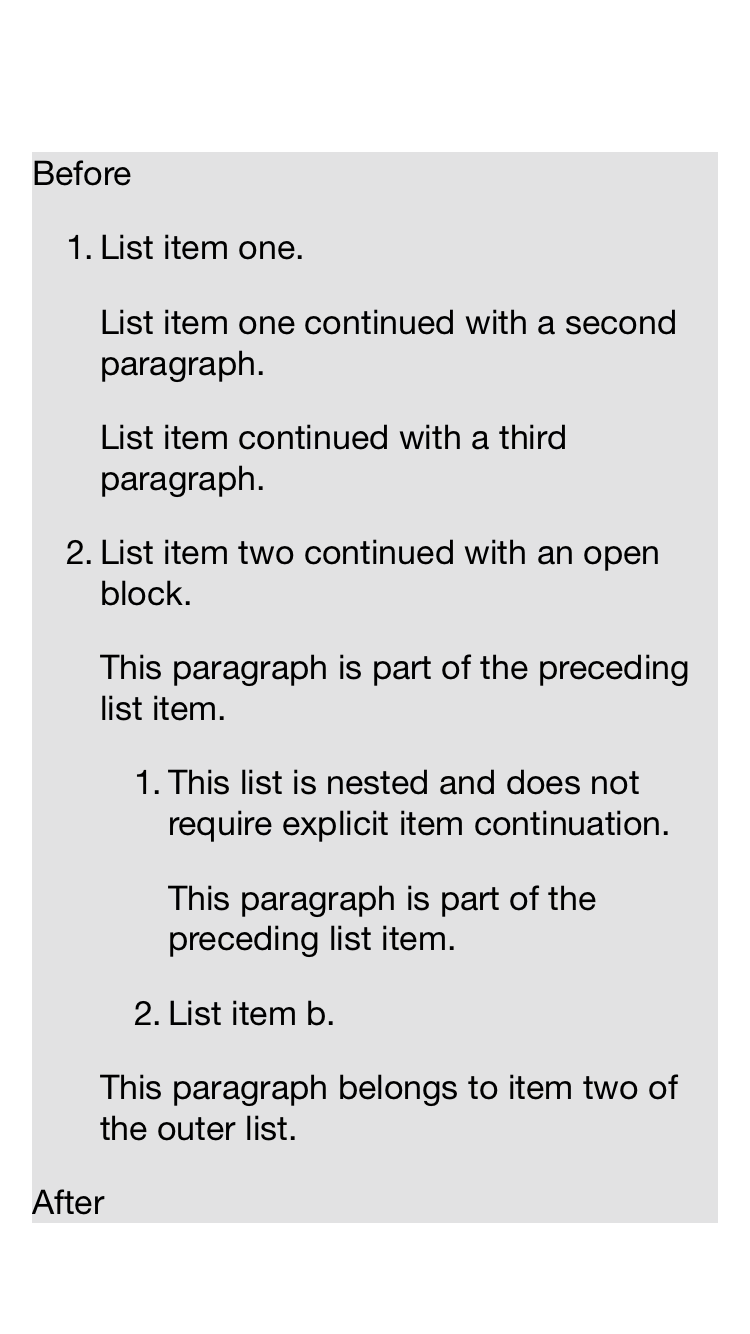 Before
1. List item one.
List item one continued with a second
paragraph.
List item continued with a third
paragraph.
2. List item two continued with an open
block.
This paragraph is part of the preceding
list item.
1. This list is nested and does not
require explicit item continuation.
This paragraph is part of the
preceding list item.
2. List item b.
This paragraph belongs to item two of
the outer list.
After